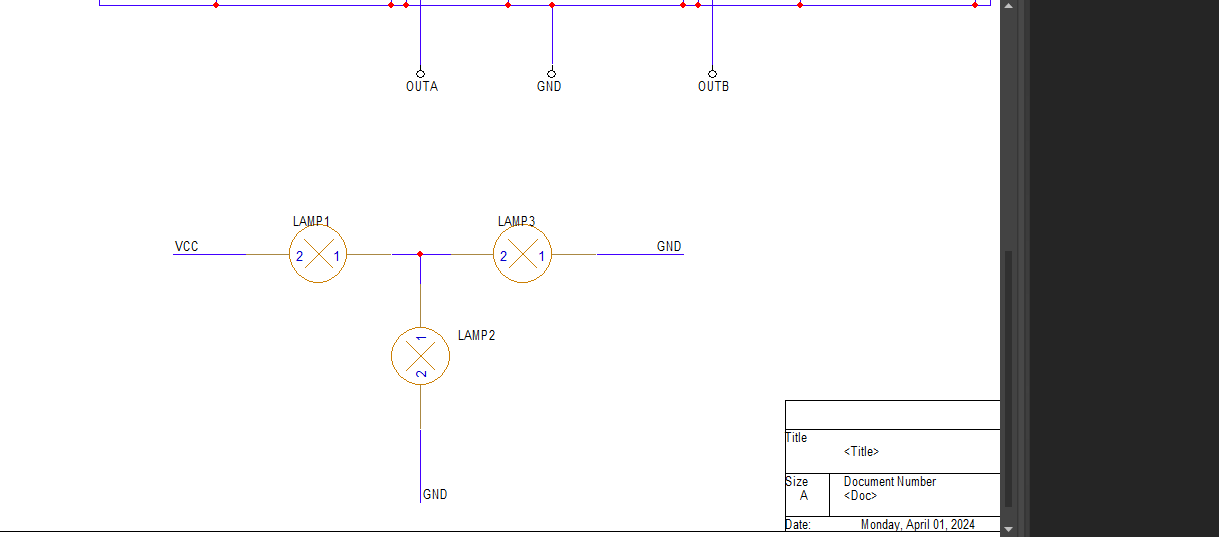 OUTA GND OUTB
LAMP1 LAMP3
VCC GND
2 1 2 1
1
LAMP2
2
GND
Title
<Title>
Size Document Number
A <Doc>
Date: Monday, April 01, 2024